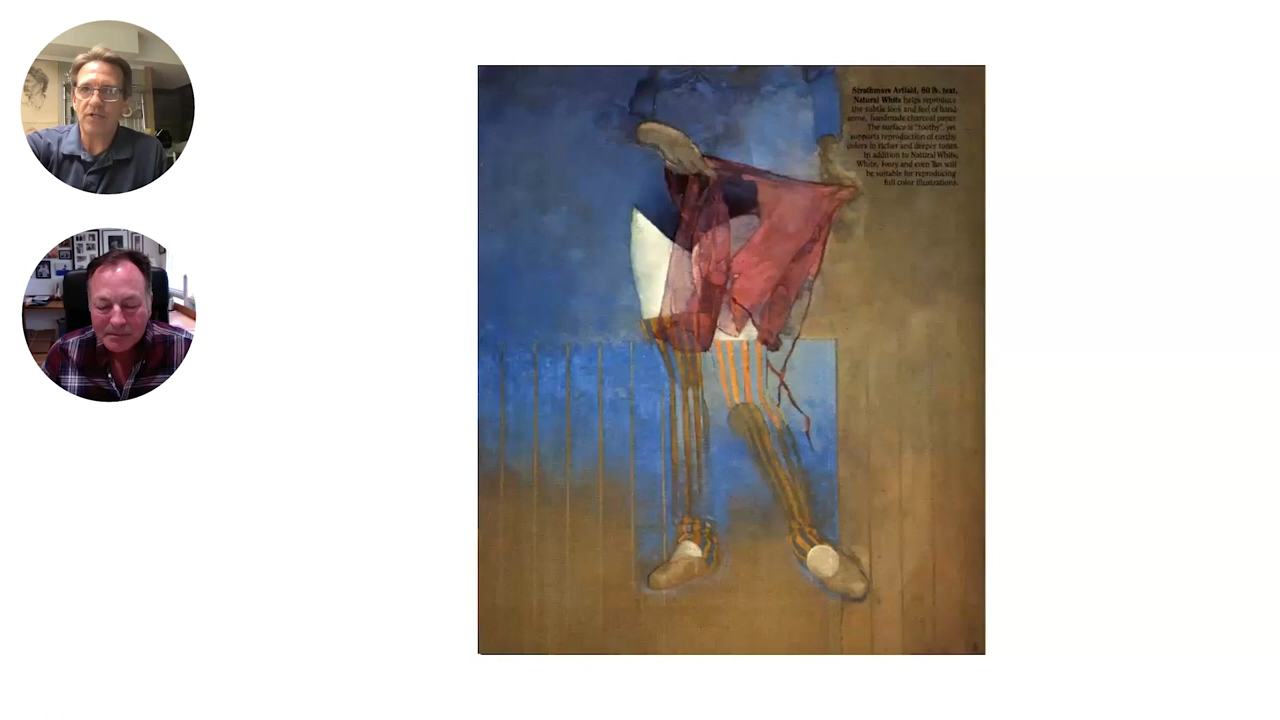 Strathmore Artlaid, 80 lb. text,
Natural White helps reproduce
the subtle look and feel of hand-
some, handmade charcoal paper.
The surface is "toothy", yet
supports reproduction of earthy
colors in richer and deeper tones.
In addition to Natural White,
White, Ivory and even Tan will
be suitable for reproducing
full color illustrations.